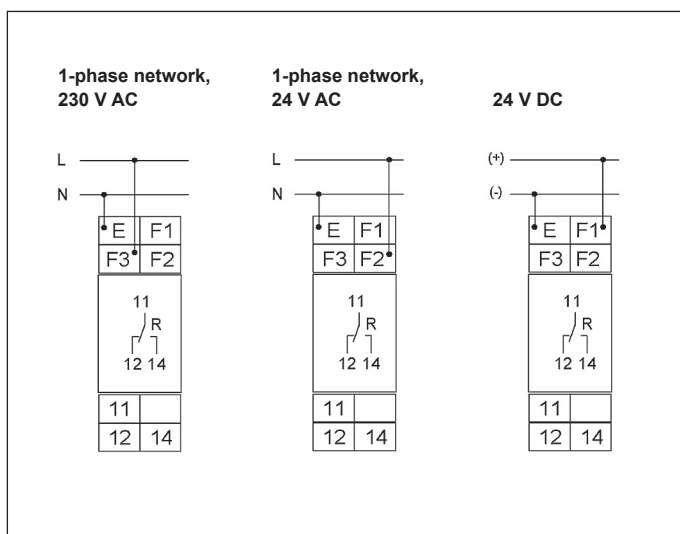 1-phase network,
230 V AC
L
N
E F1
F3 F2
11
R
12 14
11
12 14
1-phase network,
24 V AC
L
N
E F1
F3 F2
11
R
12 14
11
12 14
24 V DC
(+)
(-)
E F1
F3 F2
11
R
12 14
11
12 14